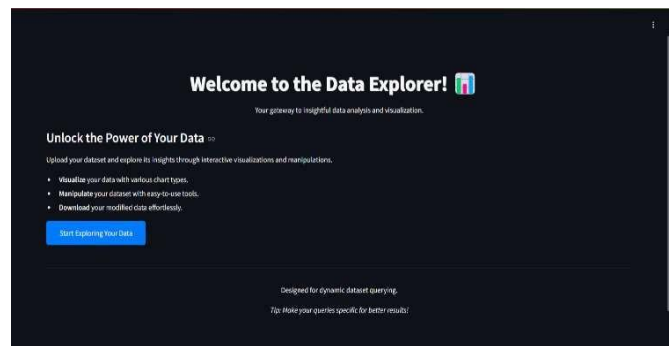 Welcome to the Data Explorer! 📊
Your gateway to insightful data analysis and visualization.
Unlock the Power of Your Data
Upload your dataset and explore its insights through interactive visualizations and manipulations.
• Visualize your data with various chart types.
• Manipulate your dataset with easy-to-use tools.
• Download your modified data effortlessly.
Start Exploring Your Data
Designed for dynamic dataset querying.
Tip: Make your queries specific for better results!